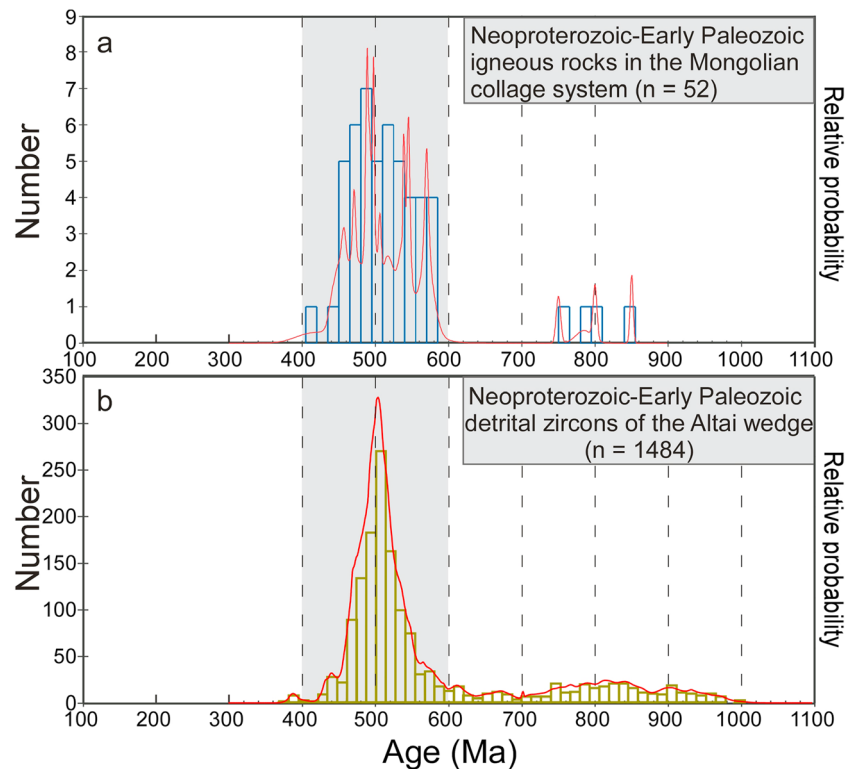 a
Neoproterozoic-Early Paleozoic
igneous rocks in the Mongolian
collage system (n = 52)
Number
Relative probability
9
8
7
6
5
4
3
2
1
0
100 200 300 400 500 600 700 800 900 1000 1100
b
Neoproterozoic-Early Paleozoic
detrital zircons of the Altai wedge
(n = 1484)
Number
Relative probability
350
300
250
200
150
100
50
0
100 200 300 400 500 600 700 800 900 1000 1100
Age (Ma)